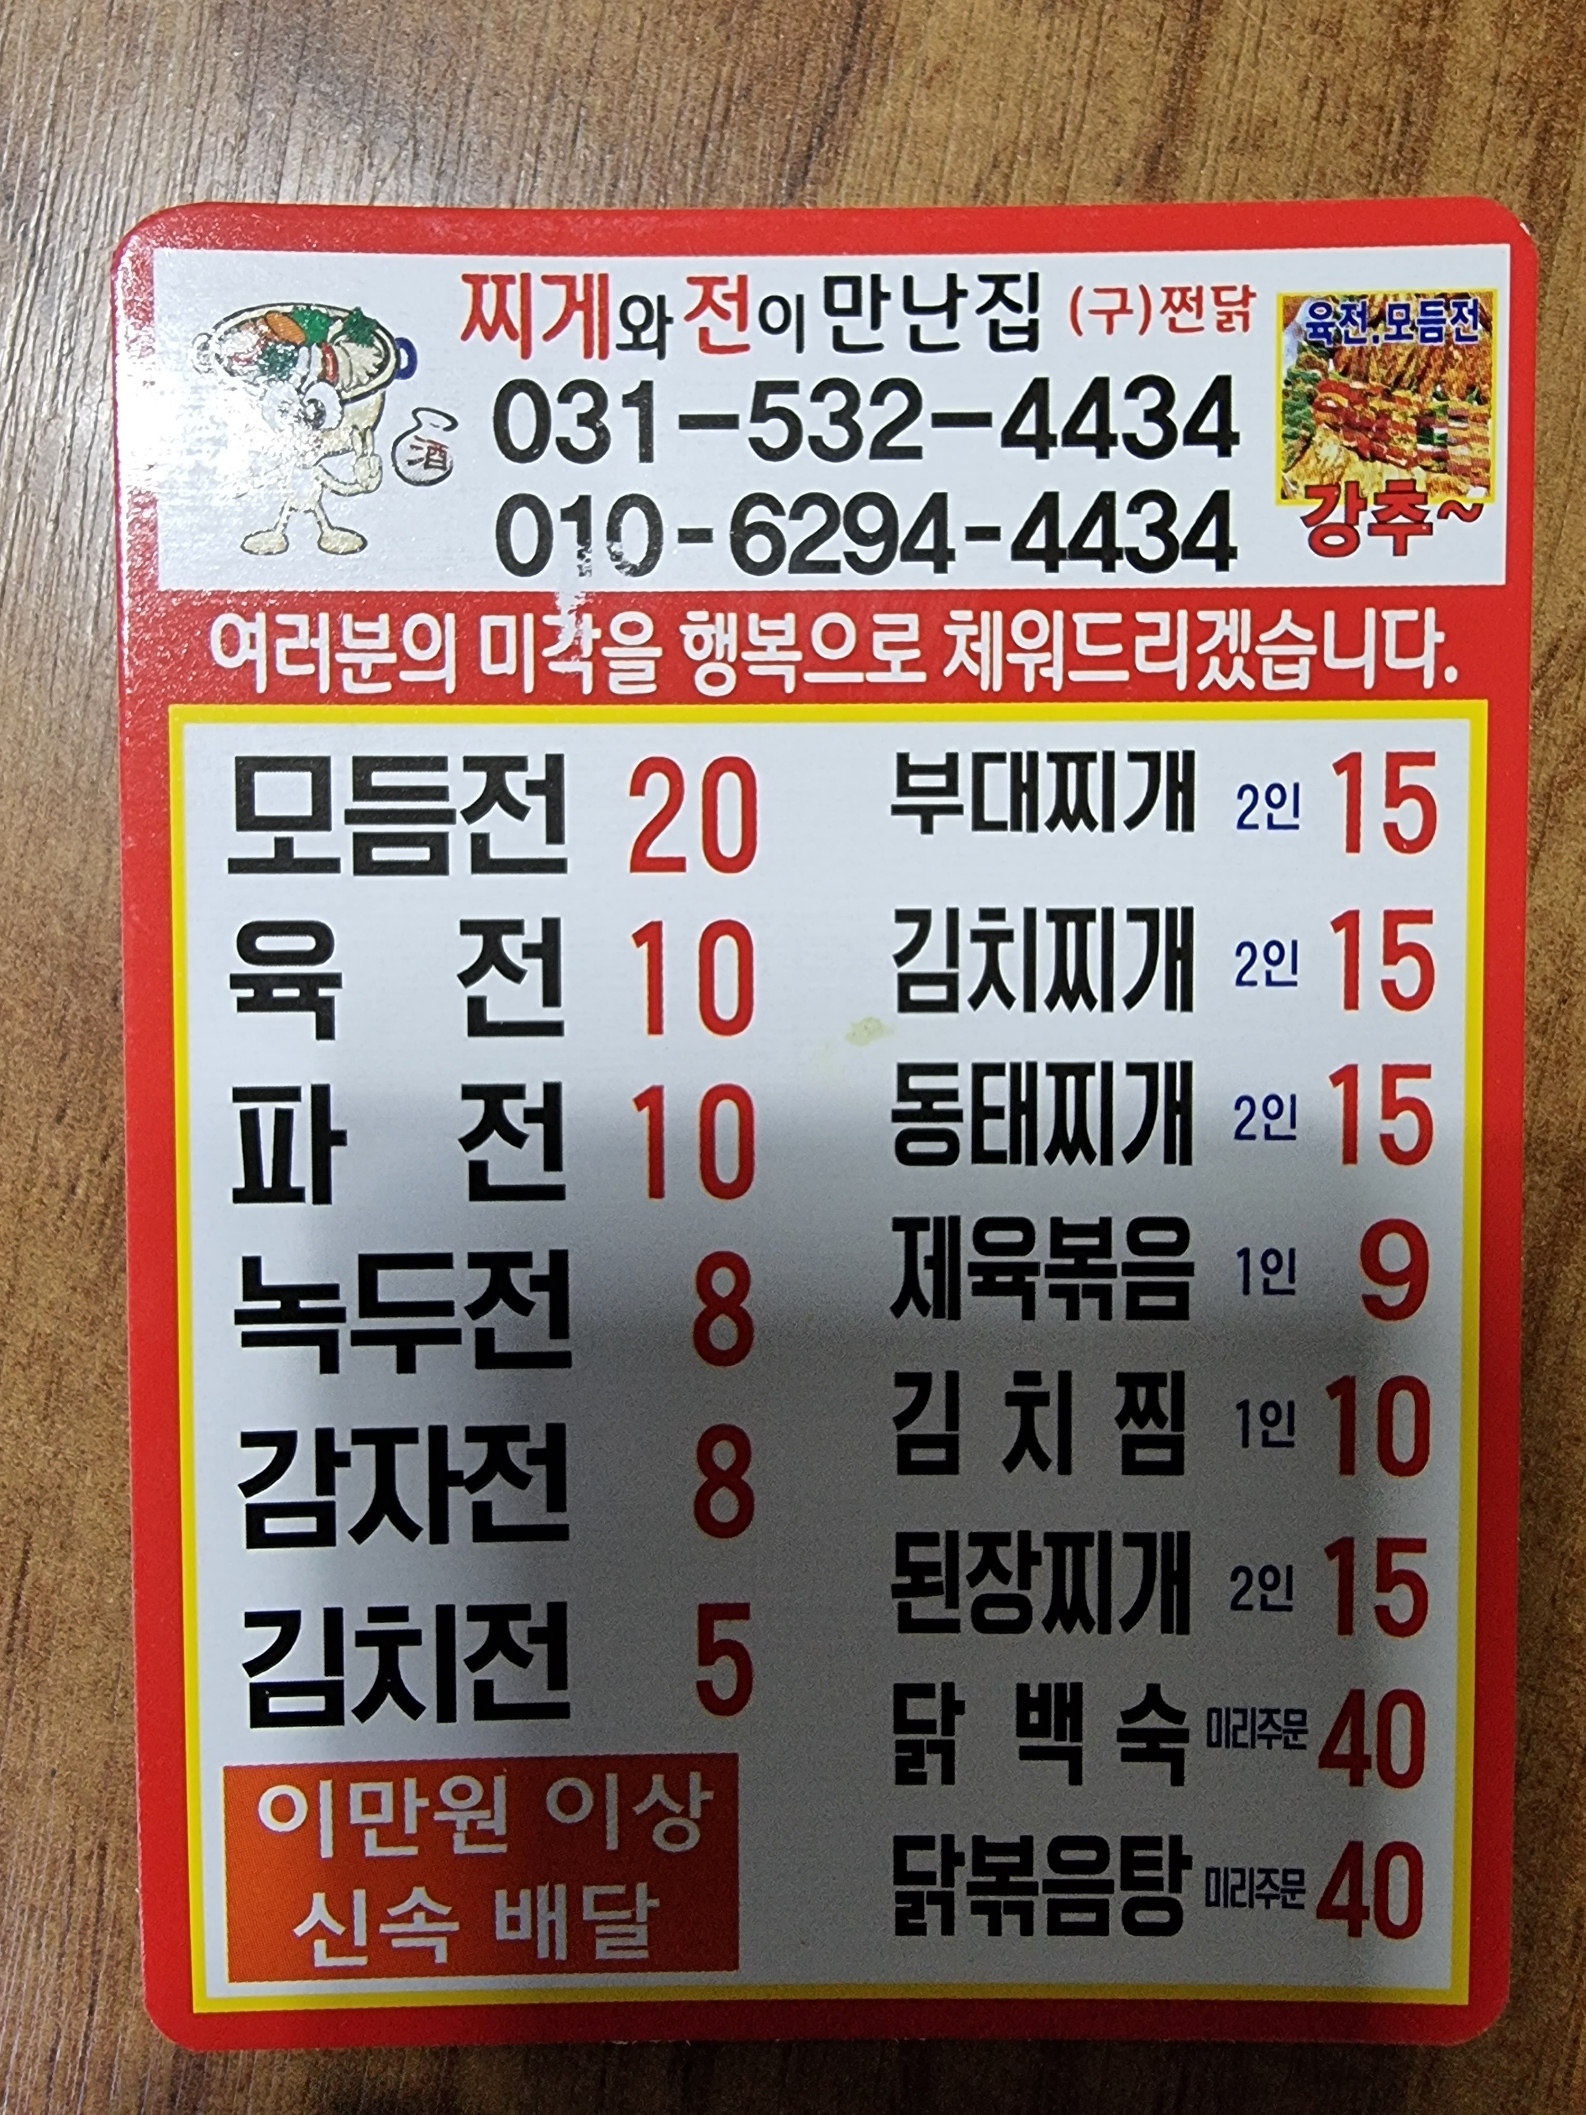 찌게와 전이 만난집 (구)쩐닭
031-532-4434
010-6294-4434
酒
육전.모듬전
강추~
여러분의 미각을 행복으로 체워드리겠습니다.
모듬전 20
육 전 10
파 전 10
녹두전 8
감자전 8
김치전 5
이만원 이상
신속 배달
부대찌개 2인 15
김치찌개 2인 15
동태찌개 2인 15
제육볶음 1인 9
김 치 찜 1인 10
된장찌개 2인 15
닭 백 숙 미리주문 40
닭볶음탕 미리주문 40